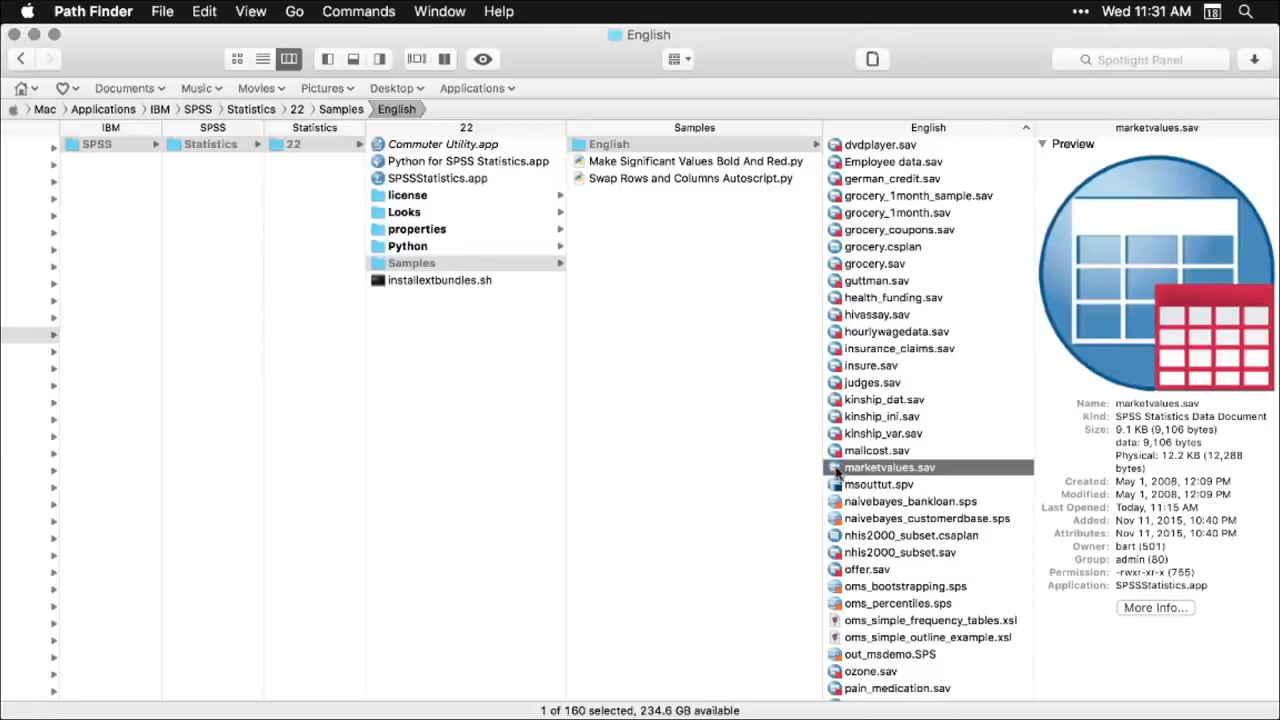 Path Finder File Edit View Go Commands Window Help ••• Wed 11:31 AM 18
English
Spotlight Panel
Documents Music Movies Pictures Desktop Applications
Mac Applications IBM SPSS Statistics 22 Samples English
IBM SPSS Statistics 22 Samples English marketvalues.sav
SPSS
Statistics
22
Commuter Utility.app
Python for SPSS Statistics.app
SPSSStatistics.app
license
Looks
properties
Python
Samples
installextbundles.sh
English
Make Significant Values Bold And Red.py
Swap Rows and Columns Autoscript.py
dvdplayer.sav
Employee data.sav
german_credit.sav
grocery_1month_sample.sav
grocery_1month.sav
grocery_coupons.sav
grocery.csplan
grocery.sav
guttman.sav
health_funding.sav
hivassay.sav
hourlywagedata.sav
insurance_claims.sav
insure.sav
judges.sav
kinship_dat.sav
kinship_ini.sav
kinship_var.sav
mallcost.sav
marketvalues.sav
msouttut.spv
naivebayes_bankloan.sps
naivebayes_customerdbase.sps
nhis2000_subset.csaplan
nhis2000_subset.sav
offer.sav
oms_bootstrapping.sps
oms_percentiles.sps
oms_simple_frequency_tables.xsl
oms_simple_outline_example.xsl
out_msdemo.SPS
ozone.sav
pain_medication.sav
Preview
Name: marketvalues.sav
Kind: SPSS Statistics Data Document
Size: 9.1 KB (9,106 bytes)
data: 9,106 bytes
Physical: 12.2 KB (12,288
bytes)
Created: May 1, 2008, 12:09 PM
Modified: May 1, 2008, 12:09 PM
Last Opened: Today, 11:15 AM
Added: Nov 11, 2015, 10:40 PM
Attributes: Nov 11, 2015, 10:40 PM
Owner: bart (501)
Group: admin (80)
Permission: -rwxr-xr-x (755)
Application: SPSSStatistics.app
More Info...
1 of 160 selected, 234.6 GB available